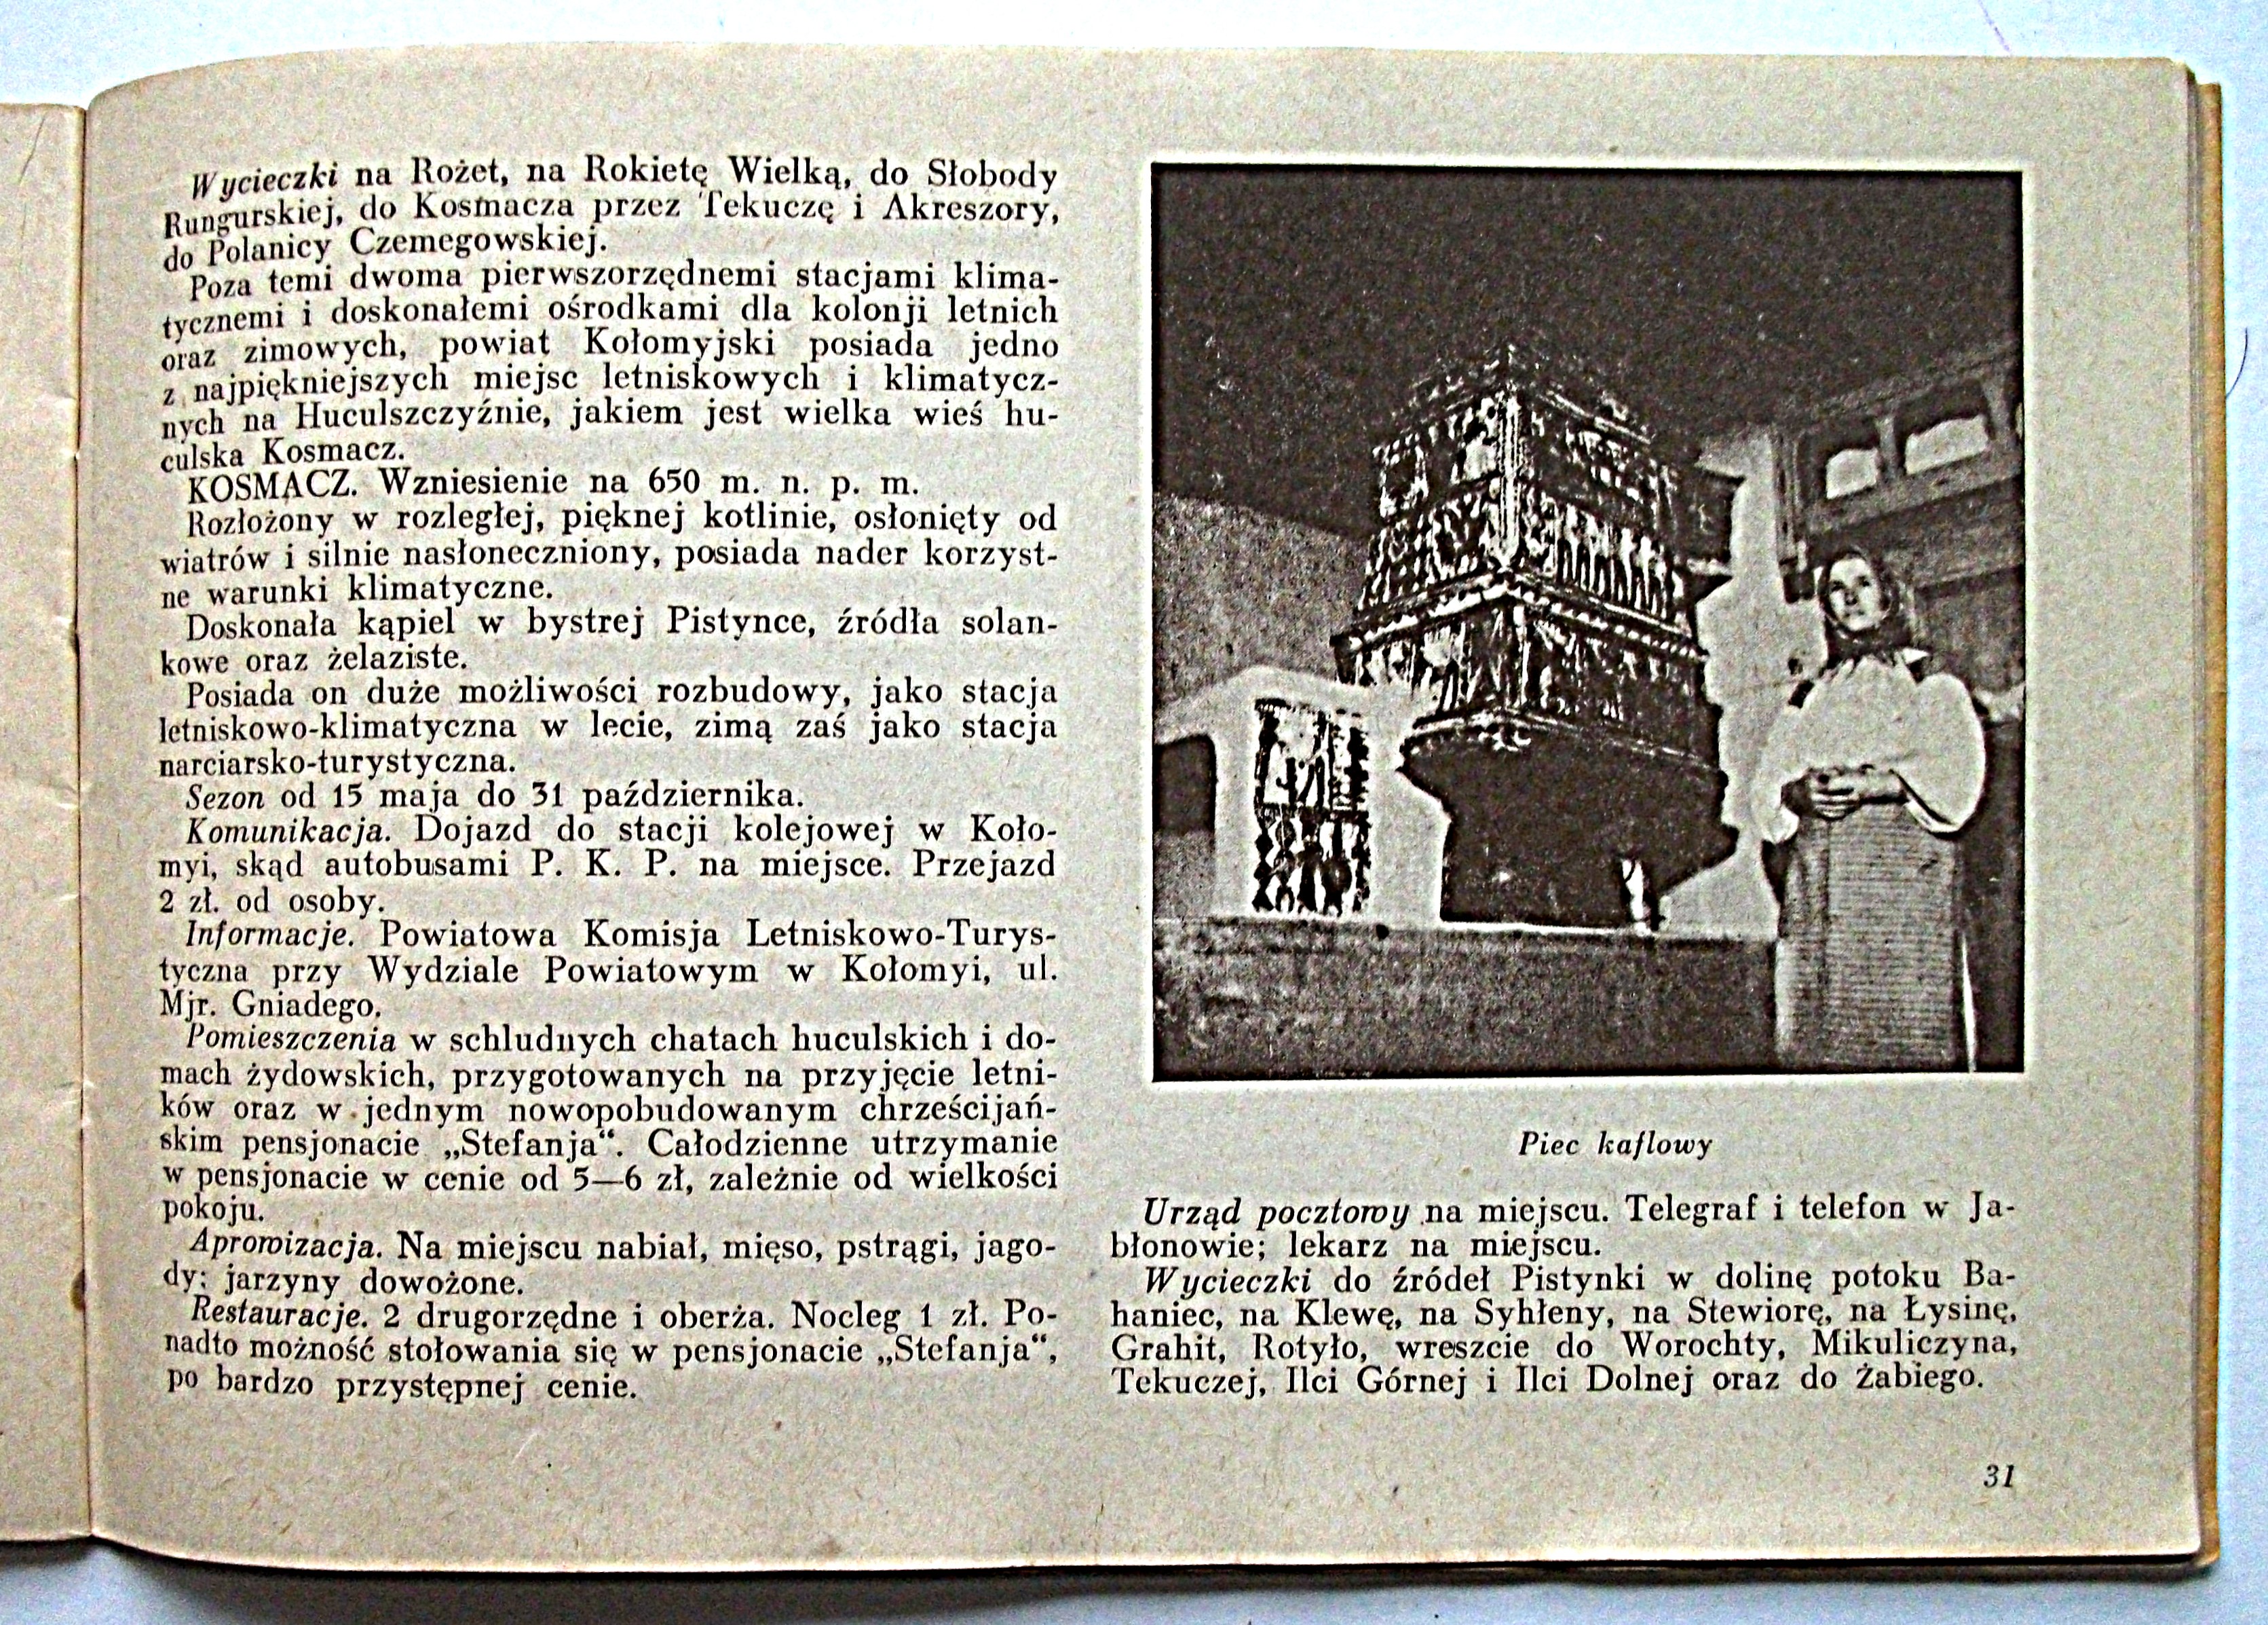 Wycieczki na Rożet, na Rokietę Wielką, do Słobody
Rungurskiej, do Kosmacza przez Tekuczę i Akreszory,
do Polanicy Czemegowskiej.
Poza temi dwoma pierwszorzędnemi stacjami klima-
tycznemi i doskonałemi ośrodkami dla kolonji letnich
oraz zimowych, powiat Kołomyjski posiada jedno
z najpiękniejszych miejsc letniskowych i klimatycz-
nych na Huculszczyźnie, jakiem jest wielka wieś hu-
culska Kosmacz.
KOSMACZ. Wzniesienie na 650 m. n. p. m.
Rozłożony w rozległej, pięknej kotlinie, osłonięty od
wiatrów i silnie nasłoneczniony, posiada nader korzyst-
ne warunki klimatyczne.
Doskonała kąpiel w bystrej Pistynce, źródła solan-
kowe oraz żelaziste.
Posiada on duże możliwości rozbudowy, jako stacja
letniskowo-klimatyczna w lecie, zimą zaś jako stacja
narciarsko-turystyczna.
Sezon od 15 maja do 31 października.
Komunikacja. Dojazd do stacji kolejowej w Koło-
myi, skąd autobusami P. K. P. na miejsce. Przejazd
2 zł. od osoby.
Informacje. Powiatowa Komisja Letniskowo-Turys-
tyczna przy Wydziale Powiatowym w Kołomyi, ul.
Mjr. Gniadego.
Pomieszczenia w schludnych chatach huculskich i do-
mach żydowskich, przygotowanych na przyjęcie letni-
ków oraz w jednym nowopobudowanym chrześcijań-
skim pensjonacie „Stefanja“. Całodzienne utrzymanie
w pensjonacie w cenie od 5—6 zł, zależnie od wielkości
pokoju.
Aprowizacja. Na miejscu nabiał, mięso, pstrągi, jago-
dy; jarzyny dowożone.
Restauracje. 2 drugorzędne i oberża. Nocleg 1 zł. Po-
nadto możność stołowania się w pensjonacie „Stefanja“,
po bardzo przystępnej cenie.
Piec kaflowy
Urząd pocztowy na miejscu. Telegraf i telefon w Ja-
błonowie; lekarz na miejscu.
Wycieczki do źródeł Pistynki w dolinę potoku Ba-
haniec, na Klewę, na Syhłeny, na Stewiorę, na Łysinę,
Grahit, Rotyło, wreszcie do Worochty, Mikuliczyna,
Tekuczej, Ilci Górnej i Ilci Dolnej oraz do Żabiego.
31